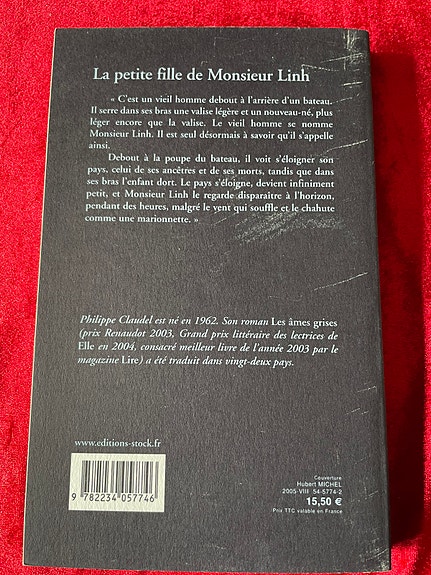 La petite fille de Monsieur Linh
« C'est un vieil homme debout à l'arrière d'un bateau.
Il serre dans ses bras une valise légère et un nouveau-né, plus
léger encore que la valise. Le vieil homme se nomme
Monsieur Linh. Il est seul désormais à savoir qu'il s'appelle
ainsi.
Debout à la poupe du bateau, il voit s'éloigner son
pays, celui de ses ancêtres et de ses morts, tandis que dans
ses bras l'enfant dort. Le pays s'éloigne, devient infiniment
petit, et Monsieur Linh le regarde disparaître à l'horizon,
pendant des heures, malgré le vent qui souffle et le chahute
comme une marionnette. »
Philippe Claudel est né en 1962. Son roman Les âmes grises
(prix Renaudot 2003, Grand prix littéraire des lectrices de
Elle en 2004, consacré meilleur livre de l'année 2003 par le
magazine Lire) a été traduit dans vingt-deux pays.
www.editions-stock.fr
9 782234 057746
Couverture
Hubert MICHEL
2005-VIII 54-5774-2
15,50 €
Prix TTC valable en France